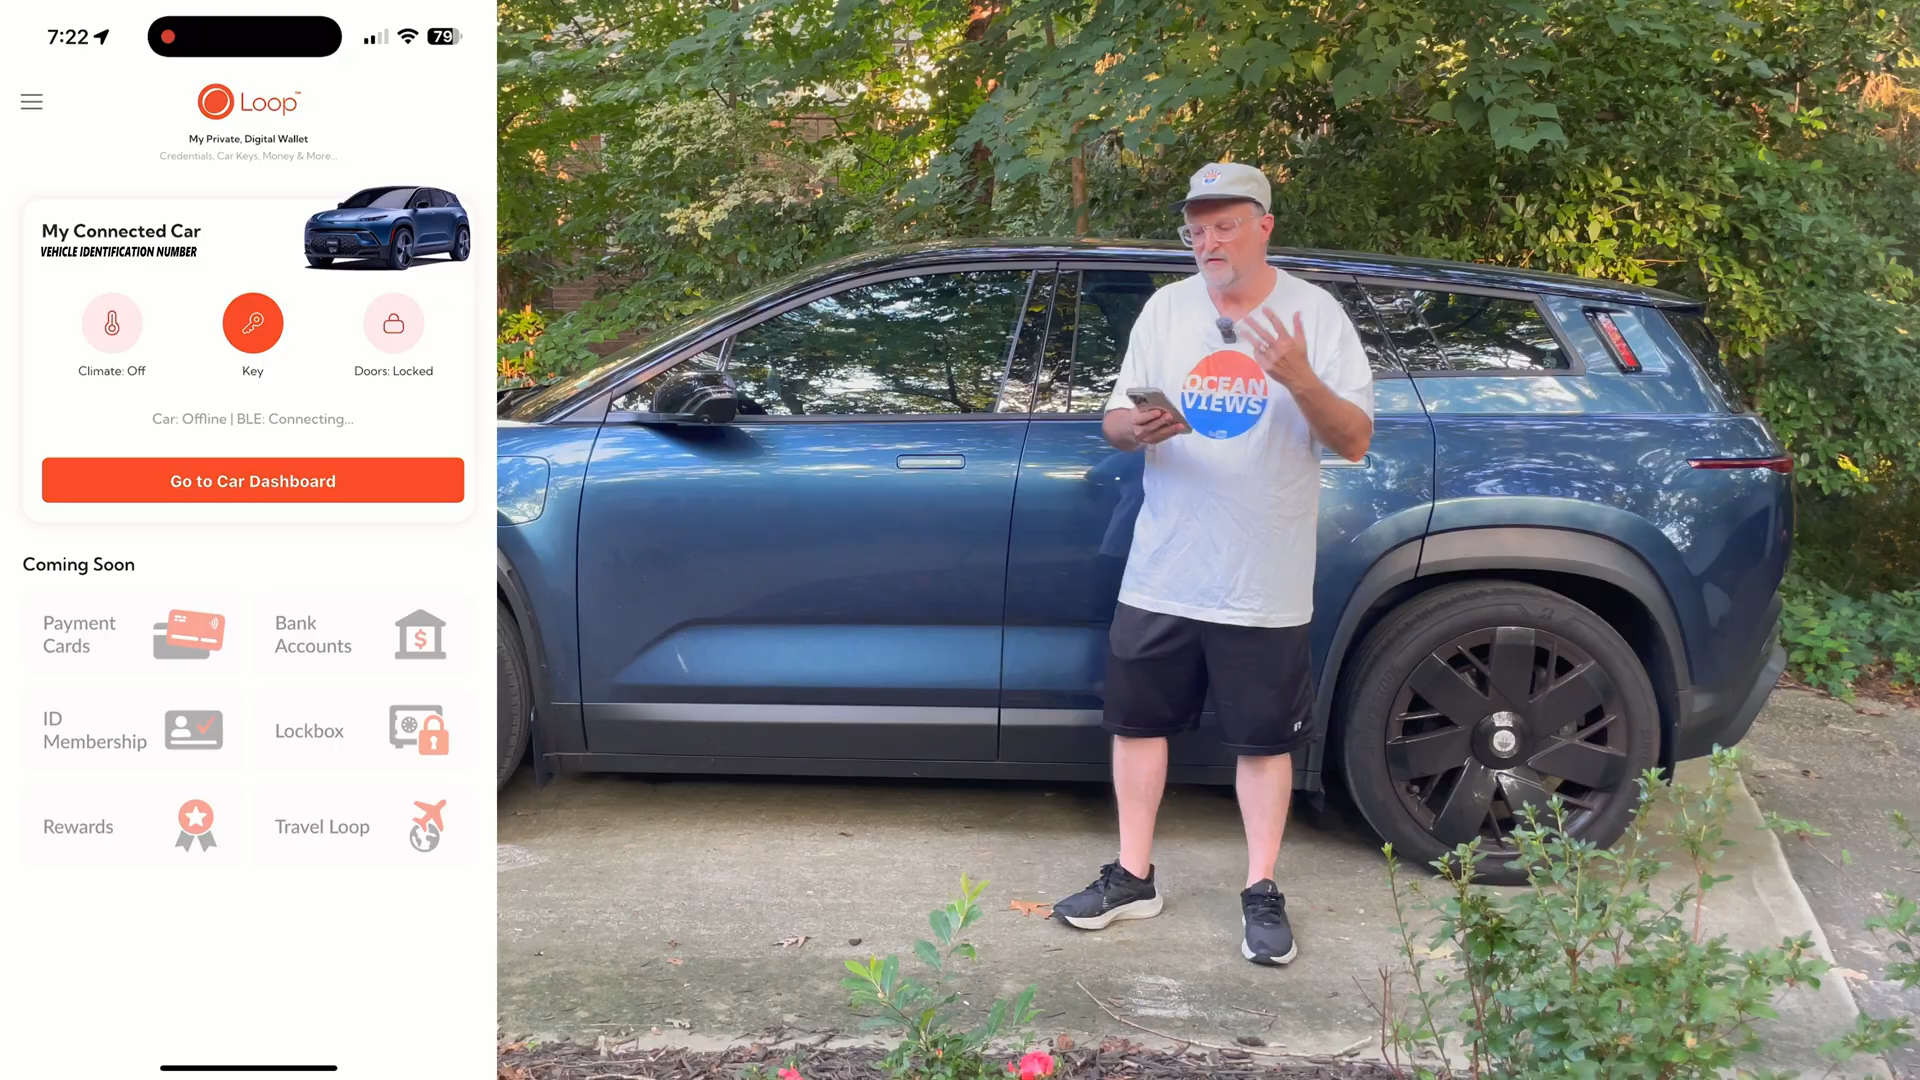 7:22
79
Loop™
My Private, Digital Wallet
Credentials, Car Keys, Money & More...
My Connected Car
VEHICLE IDENTIFICATION NUMBER
Climate: Off
Key
Doors: Locked
Car: Offline | BLE: Connecting...
Go to Car Dashboard
Coming Soon
Payment
Cards
Bank
Accounts
$
ID
Membership
Lockbox
Rewards
Travel Loop
OCEAN
VIEWS